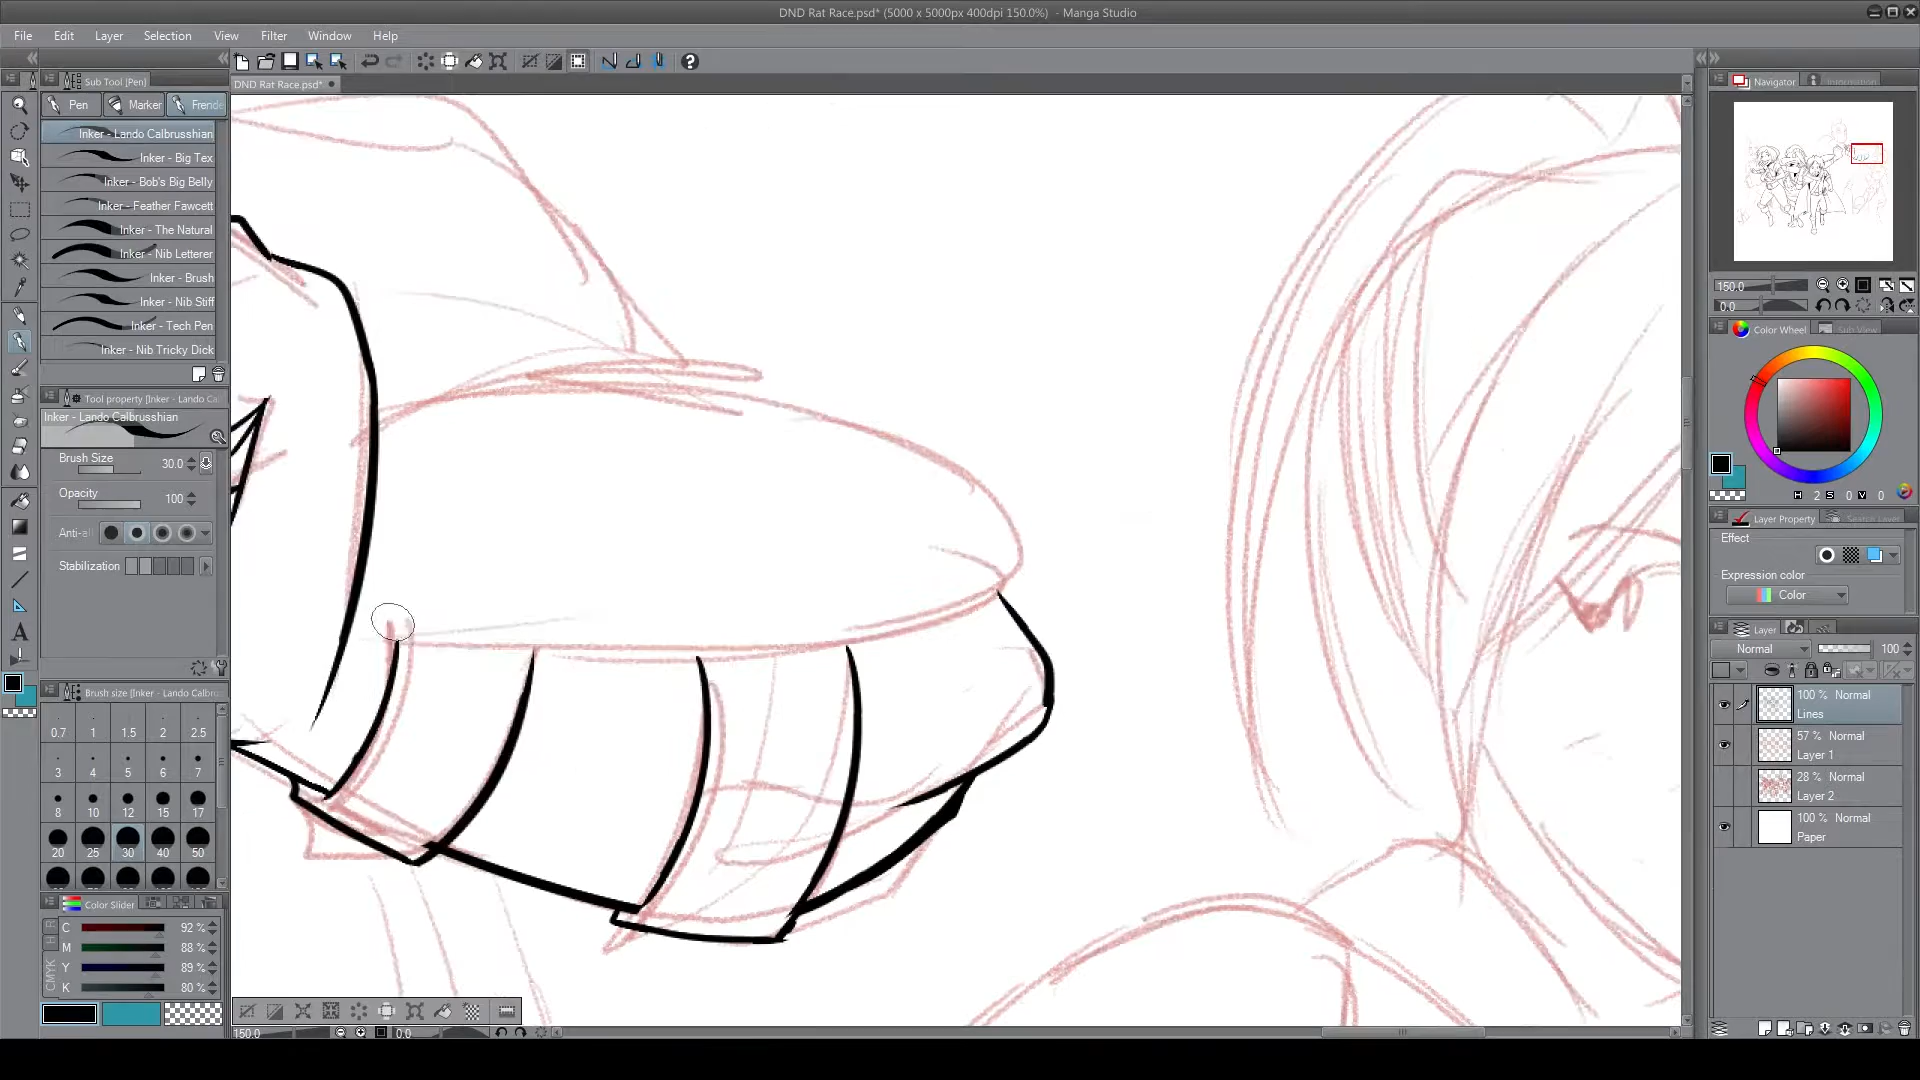 DND Rat Race.psd* (5000 x 5000px 400dpi 150.0%) - Manga Studio
File Edit Layer Selection View Filter Window Help
Sub Tool [Pen]
DND Rat Race.psd*
Navigator
Information
Pen Marker Frende
Inker - Lando Calbrusshian
Inker - Big Tex
Inker - Bob's Big Belly
Inker - Feather Fawcett
Inker - The Natural
Inker - Nib Letterer
Inker - Brush
Inker - Nib Stiff
Inker - Tech Pen
Inker - Nib Tricky Dick
Tool property [Inker - Lando Cal
Inker - Lando Calbrusshian
Brush Size 30.0
Opacity 100
Anti-ali
Stabilization
Brush size [Inker - Lando Calbru
0.7 1 1.5 2 2.5
3 4 5 6 7
8 10 12 15 17
20 25 30 40 50
Color Slider
C 92 %
M 88 %
Y 89 %
K 80 %
CMYK
150.0 0.0
150.0
0.0
Color Wheel Sub View
H 2 S 0 V 0
Layer Property Search Layer
Effect
Expression color
Color
Layer
Normal 100
100 % Normal
Lines
57 % Normal
Layer 1
28 % Normal
Layer 2
100 % Normal
Paper